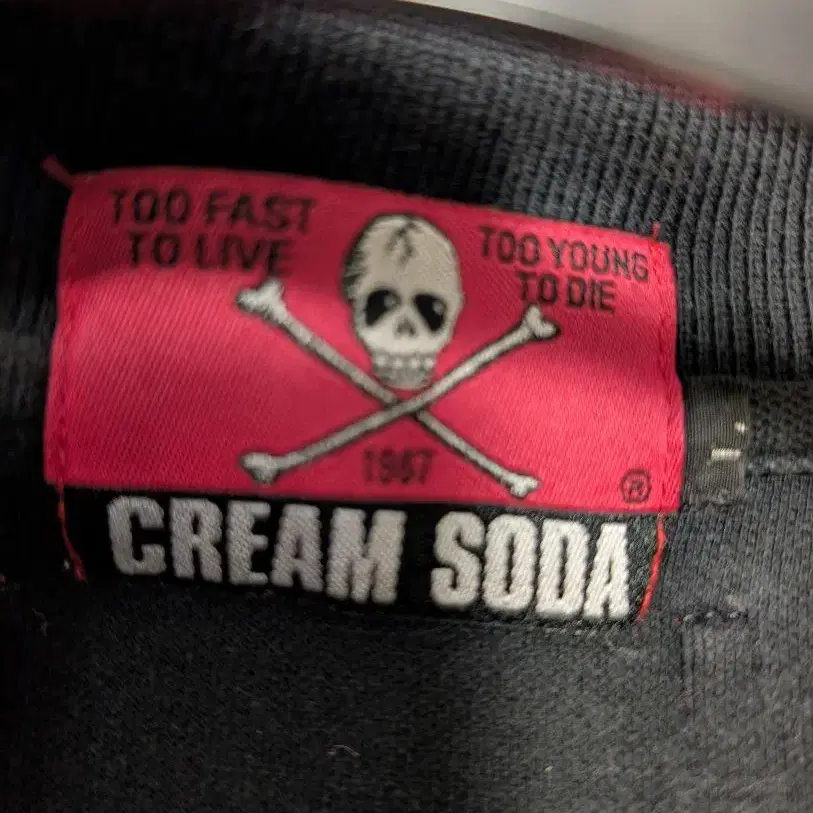 TOO FAST
TO LIVE
TOO YOUNG
TO DIE
1967
®
CREAM SODA
L